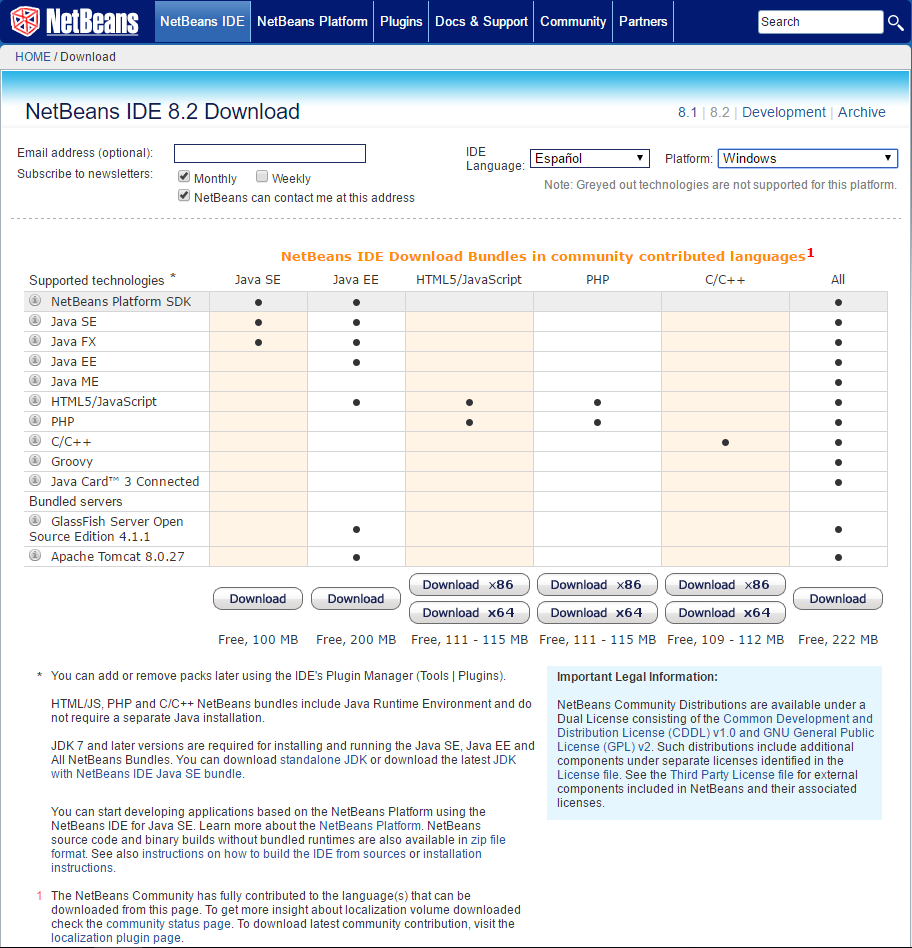 NetBeans
NetBeans IDE NetBeans Platform Plugins Docs & Support Community Partners Search
HOME / Download
NetBeans IDE 8.2 Download
8.1 | 8.2 | Development | Archive
Email address (optional):
Subscribe to newsletters:
Monthly Weekly
NetBeans can contact me at this address
IDE
Language: Español Platform: Windows
Note: Greyed out technologies are not supported for this platform.
NetBeans IDE Download Bundles in community contributed languages1
Supported technologies * Java SE Java EE HTML5/JavaScript PHP C/C++ All
NetBeans Platform SDK • • •
Java SE • • •
Java FX • • •
Java EE • •
Java ME •
HTML5/JavaScript • • • •
PHP • • •
C/C++ • •
Groovy •
Java Card™ 3 Connected •
Bundled servers
GlassFish Server Open
Source Edition 4.1.1 • •
Apache Tomcat 8.0.27 • •
Download Download Download x86 Download x86 Download x86 Download
Download x64 Download x64 Download x64
Free, 100 MB Free, 200 MB Free, 111 - 115 MB Free, 111 - 115 MB Free, 109 - 112 MB Free, 222 MB
* You can add or remove packs later using the IDE's Plugin Manager (Tools | Plugins).
HTML/JS, PHP and C/C++ NetBeans bundles include Java Runtime Environment and do
not require a separate Java installation.
JDK 7 and later versions are required for installing and running the Java SE, Java EE and
All NetBeans Bundles. You can download standalone JDK or download the latest JDK
with NetBeans IDE Java SE bundle.
You can start developing applications based on the NetBeans Platform using the
NetBeans IDE for Java SE. Learn more about the NetBeans Platform. NetBeans
source code and binary builds without bundled runtimes are also available in zip file
format. See also instructions on how to build the IDE from sources or installation
instructions.
1 The NetBeans Community has fully contributed to the language(s) that can be
downloaded from this page. To get more insight about localization volume downloaded
check the community status page. To download latest community contribution, visit the
localization plugin page.
Important Legal Information:
NetBeans Community Distributions are available under a
Dual License consisting of the Common Development and
Distribution License (CDDL) v1.0 and GNU General Public
License (GPL) v2. Such distributions include additional
components under separate licenses identified in the
License file. See the Third Party License file for external
components included in NetBeans and their associated
licenses.